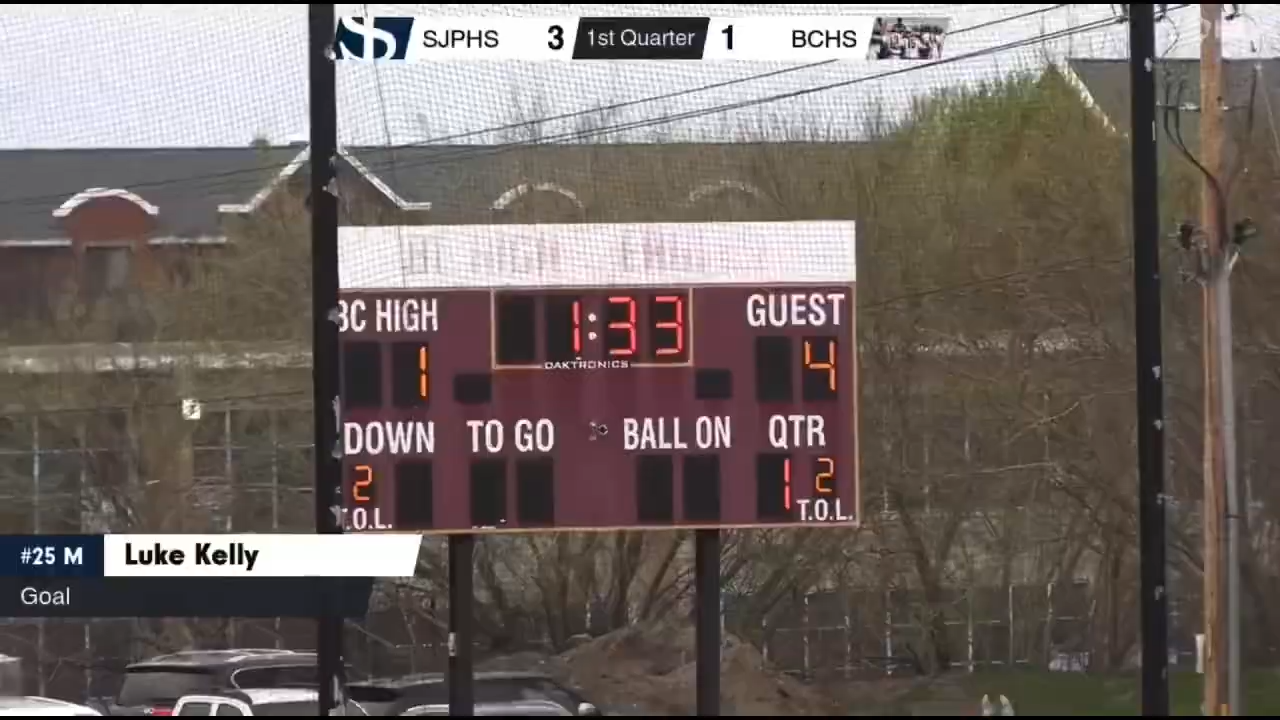 SJPHS 3 1st Quarter 1 BCHS
BC HIGH 1:33 GUEST
DAKTRONICS
1 4
DOWN TO GO BALL ON QTR
2 1 2
T.O.L. T.O.L.
#25 M Luke Kelly
Goal